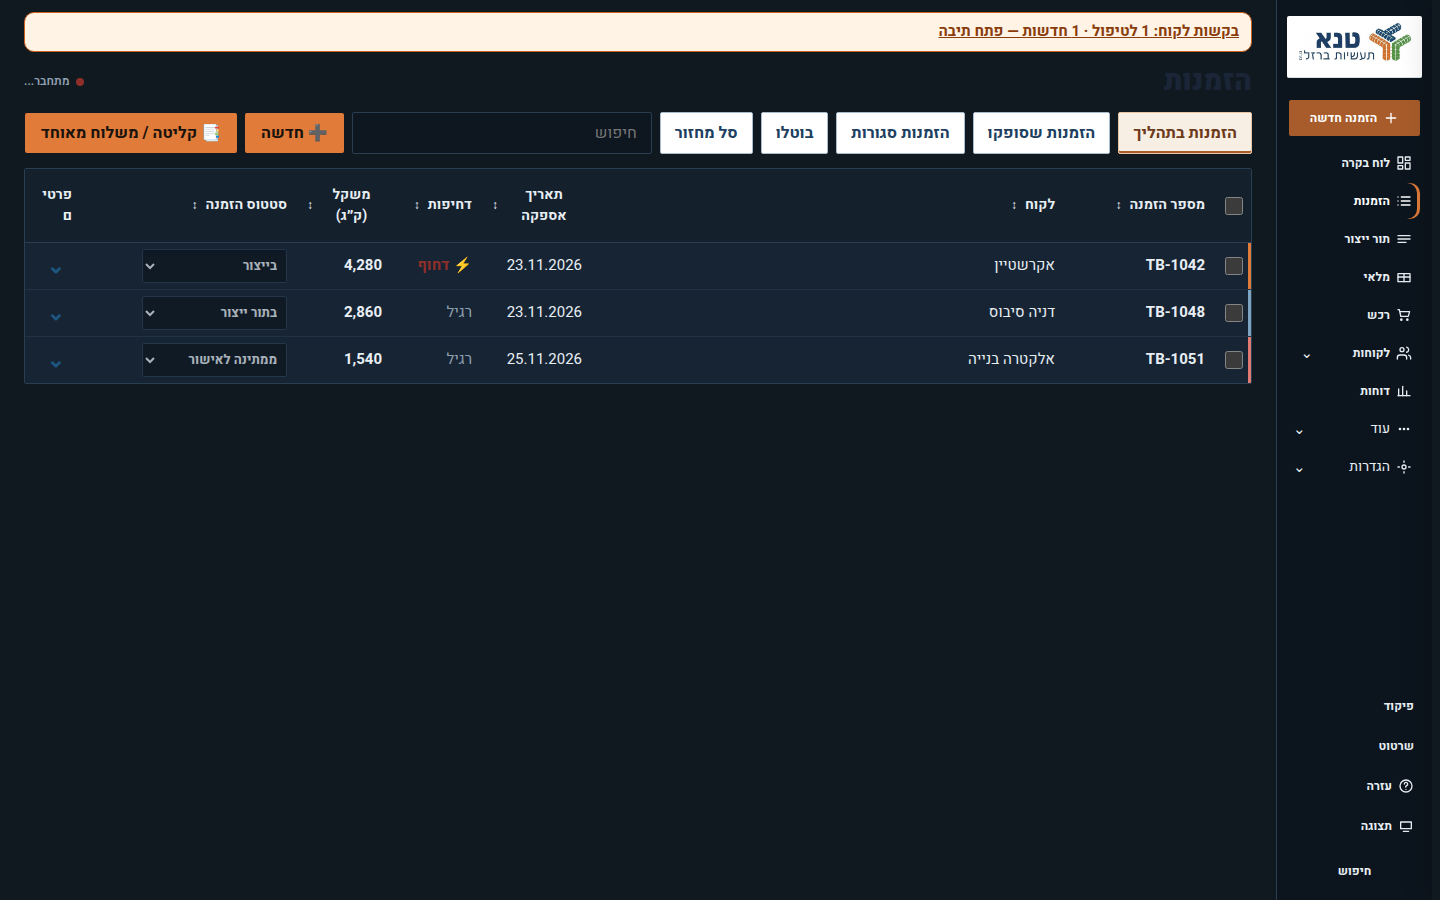 בקשות לקוח: 1 לטיפול · 1 חדשות — פתח תיבה
הזמנות
מתחבר...
הזמנות בתהליך
הזמנות שסופקו
הזמנות סגורות
בוטלו
סל מחזור
חיפוש
➕ חדשה
📑 קליטה / משלוח מאוחד
מספר הזמנה ↕
לקוח ↕
תאריך
אספקה ↕
דחיפות ↕
משקל
(ק״ג) ↕
סטטוס הזמנה ↕
פרטי
ם
TB-1042 אקרשטיין 23.11.2026 ⚡ דחוף 4,280 בייצור
TB-1048 דניה סיבוס 23.11.2026 רגיל 2,860 בתור ייצור
TB-1051 אלקטרה בנייה 25.11.2026 רגיל 1,540 ממתינה לאישור
טנא
תעשיות ברזל
הזמנה חדשה
לוח בקרה
הזמנות
תור ייצור
מלאי
רכש
לקוחות
דוחות
עוד
הגדרות
פיקוד
שרטוט
עזרה
תצוגה
חיפוש